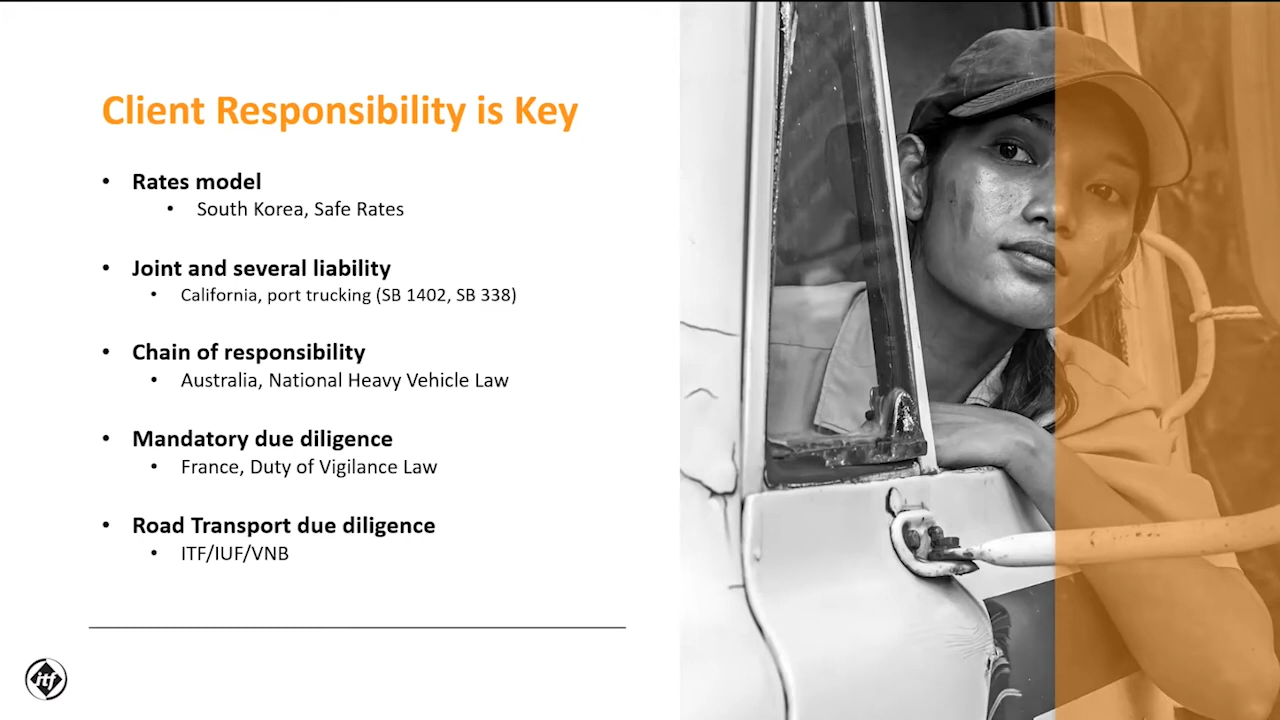 Client Responsibility is Key
• Rates model
• South Korea, Safe Rates
• Joint and several liability
• California, port trucking (SB 1402, SB 338)
• Chain of responsibility
• Australia, National Heavy Vehicle Law
• Mandatory due diligence
• France, Duty of Vigilance Law
• Road Transport due diligence
• ITF/IUF/VNB
itf